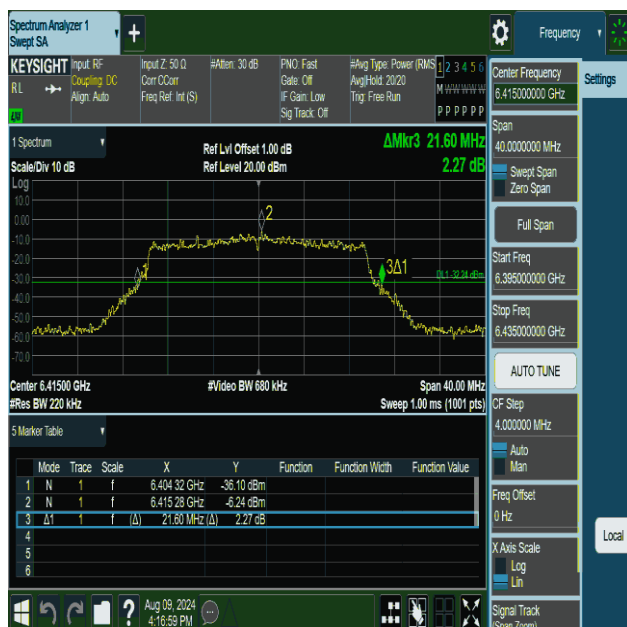 Spectrum Analyzer 1
Swept SA
+
Frequency
KEYSIGHT
RL
Input: RF
Coupling: DC
Align: Auto
Input Z: 50 Ω
Corr CCorr
Freq Ref: Int (S)
#Atten: 30 dB
PNO: Fast
Gate: Off
IF Gain: Low
Sig Track: Off
#Avg Type: Power (RMS
Avg|Hold: 20/20
Trig: Free Run
1 2 3 4 5 6
M W W W W W
P P P P P P
1 Spectrum
Scale/Div 10 dB
Ref Lvl Offset 1.00 dB
Ref Level 20.00 dBm
ΔMkr3 21.60 MHz
2.27 dB
Log
10.0
0.00
-10.0
-20.0
-30.0
-40.0
-50.0
-60.0
-70.0
1
2
3Δ1
DL1 -32.24 dBm
Center 6.41500 GHz
#Res BW 220 kHz
#Video BW 680 kHz
Span 40.00 MHz
Sweep 1.00 ms (1001 pts)
5 Marker Table
Mode Trace Scale X Y Function Function Width Function Value
1 N 1 f 6.404 32 GHz -36.10 dBm
2 N 1 f 6.415 28 GHz -6.24 dBm
3 Δ1 1 f (Δ) 21.60 MHz (Δ) 2.27 dB
4
5
6
Aug 09, 2024
4:16:59 PM
?
Center Frequency
6.415000000 GHz
Span
40.0000000 MHz
Swept Span
Zero Span
Full Span
Start Freq
6.395000000 GHz
Stop Freq
6.435000000 GHz
AUTO TUNE
CF Step
4.000000 MHz
Auto
Man
Freq Offset
0 Hz
X Axis Scale
Log
Lin
Signal Track
(Span Zoom)
Settings
Local